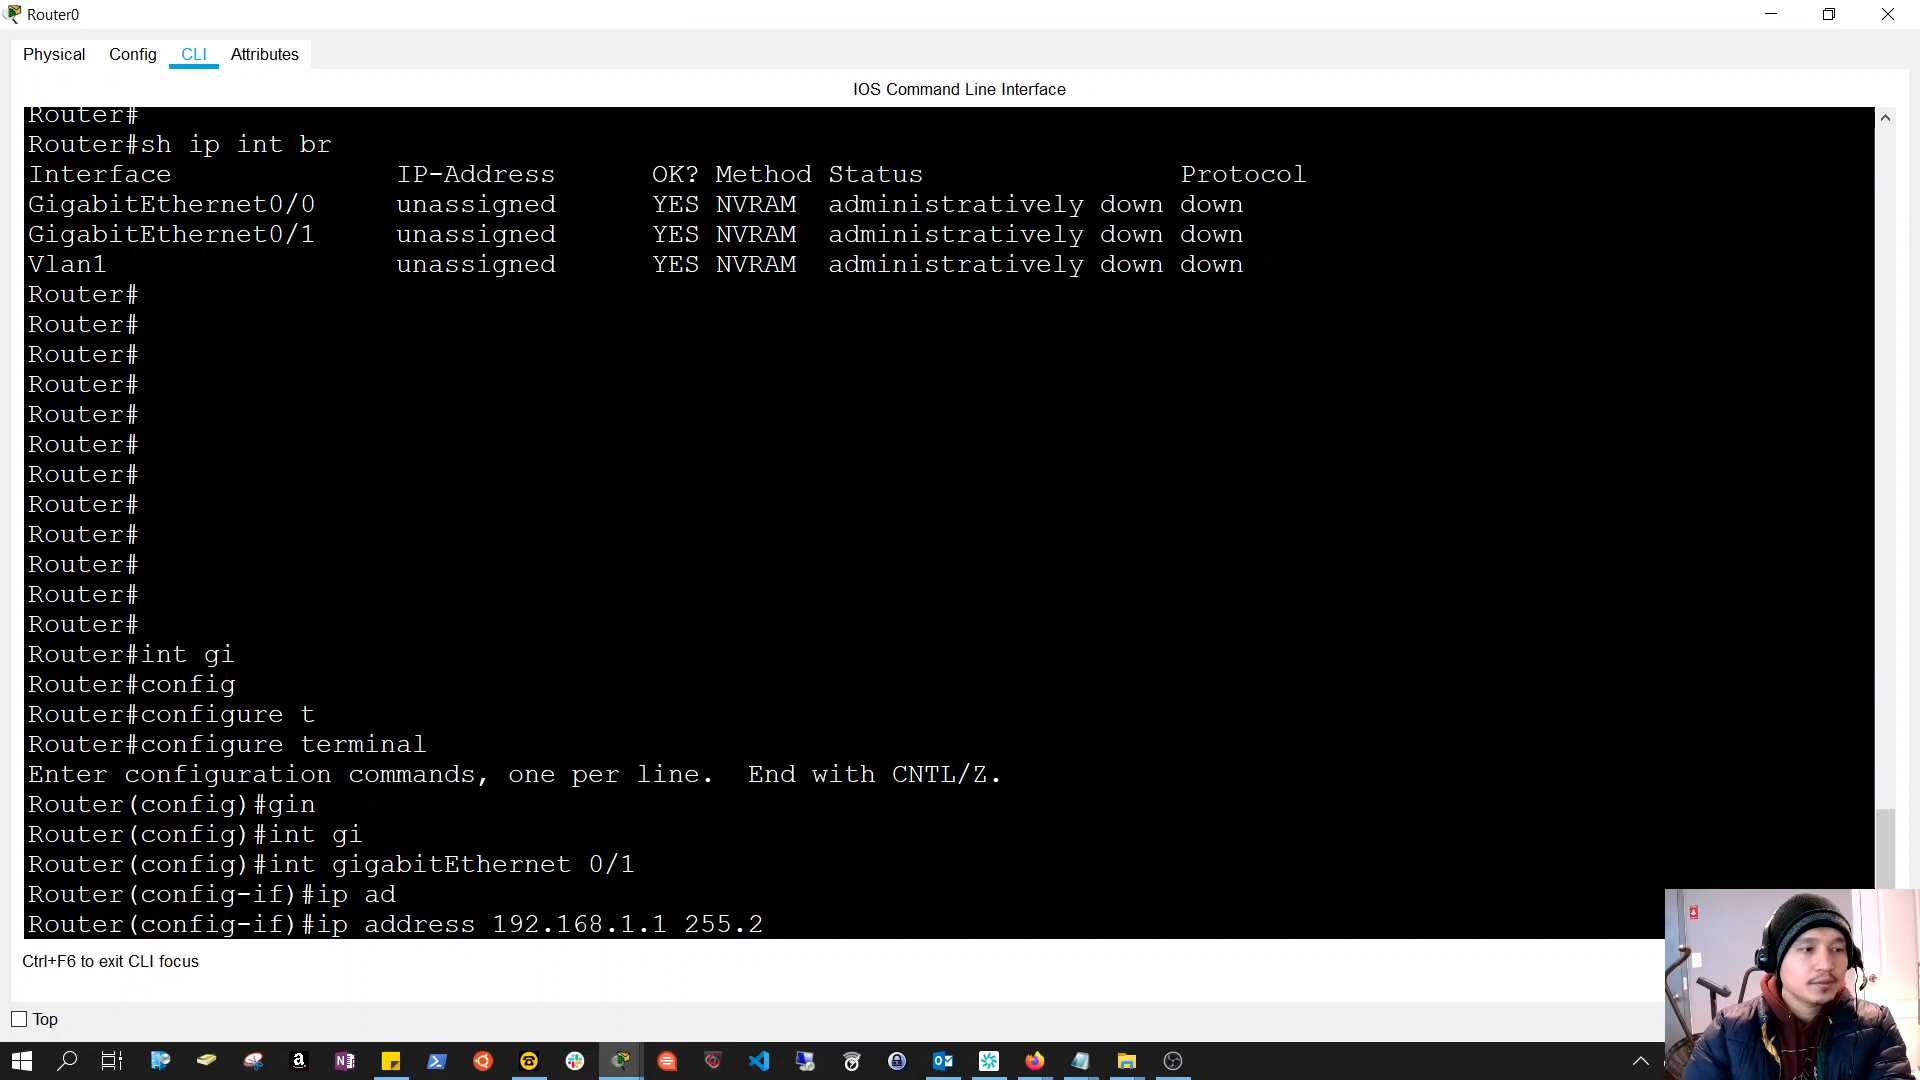 Router0
Physical Config CLI Attributes
IOS Command Line Interface
Router#
Router#sh ip int br
Interface IP-Address OK? Method Status Protocol
GigabitEthernet0/0 unassigned YES NVRAM administratively down down
GigabitEthernet0/1 unassigned YES NVRAM administratively down down
Vlan1 unassigned YES NVRAM administratively down down
Router#
Router#
Router#
Router#
Router#
Router#
Router#
Router#
Router#
Router#
Router#
Router#
Router#int gi
Router#config
Router#configure t
Router#configure terminal
Enter configuration commands, one per line. End with CNTL/Z.
Router(config)#gin
Router(config)#int gi
Router(config)#int gigabitEthernet 0/1
Router(config-if)#ip ad
Router(config-if)#ip address 192.168.1.1 255.2
Ctrl+F6 to exit CLI focus
Top